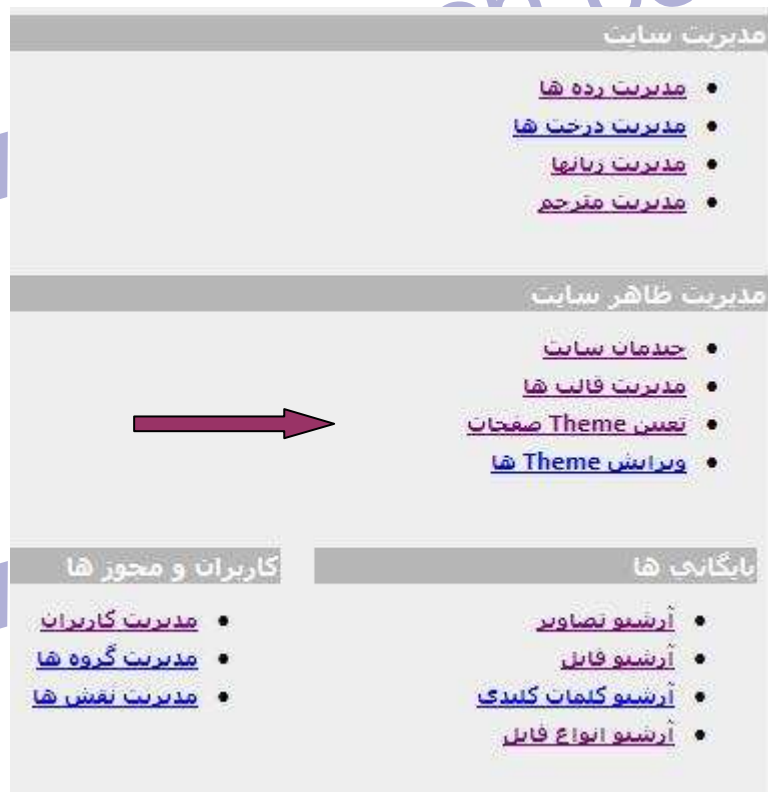 مدیریت سایت
مدیریت رده ها
مدیریت درخت ها
مدیریت زبانها
مدیریت مترجم
مدیریت ظاهر سایت
چیدمان سایت
مدیریت قالب ها
تعیین Theme صفحات
ویرایش Theme ها
بایگانی ها
آرشیو تصاویر
آرشیو فایل
آرشیو کلمات کلیدی
آرشیو انواع فایل
کاربران و مجوز ها
مدیریت کاربران
مدیریت گروه ها
مدیریت نقش ها